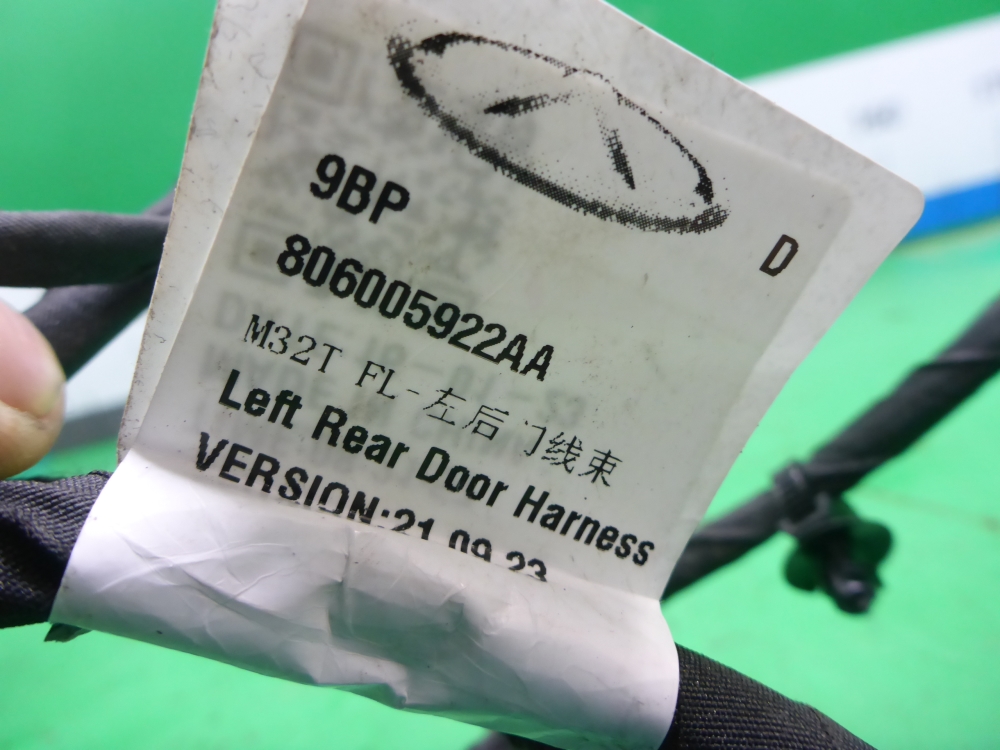 9BP
D
806005922AA
M32T FL-左后门线束
Left Rear Door Harness
VERSION:21.09.23